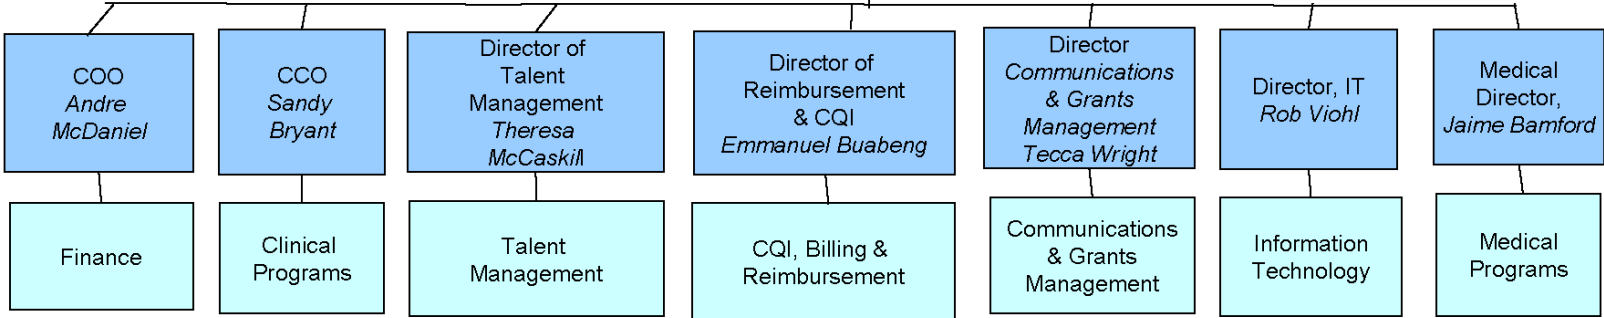 COO
Andre
McDaniel
CCO
Sandy
Bryant
Director of
Talent
Management
Theresa
McCaskill
Director of
Reimbursement
& CQI
Emmanuel Buabeng
Director
Communications
& Grants
Management
Tecca Wright
Director, IT
Rob Viohl
Medical
Director,
Jaime Bamford
Finance
Clinical
Programs
Talent
Management
CQI, Billing &
Reimbursement
Communications
& Grants
Management
Information
Technology
Medical
Programs